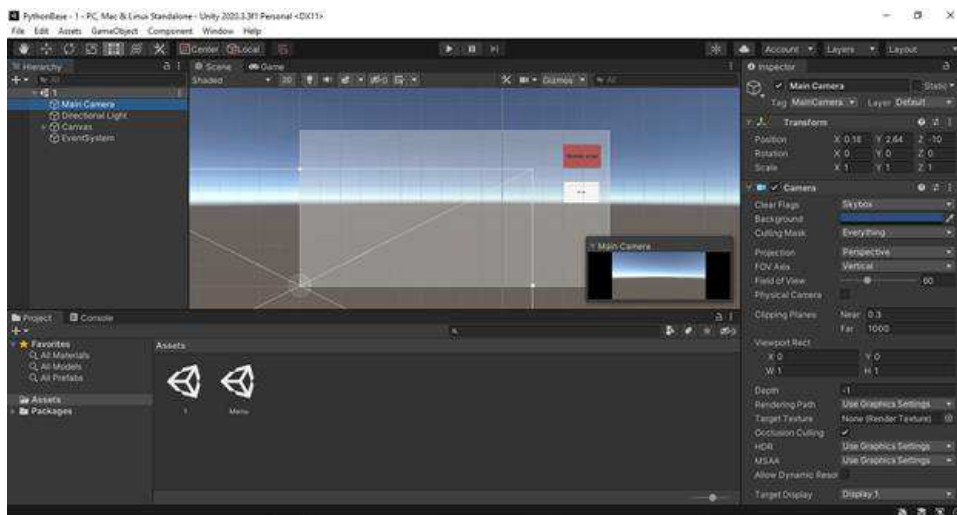 PythonBase - 1 - PC, Mac & Linux Standalone - Unity 2020.3.3f1 Personal <DX11>
File Edit Assets GameObject Component Window Help
Center Local
Account Layers Layout
Hierarchy
1
Main Camera
Directional Light
Canvas
EventSystem
Scene Game
Shaded 2D Gizmos All
Main Camera
Inspector
Main Camera Static
Tag MainCamera Layer Default
Transform
Position X 0.18 Y 2.64 Z -10
Rotation X 0 Y 0 Z 0
Scale X 1 Y 1 Z 1
Camera
Clear Flags Skybox
Background
Culling Mask Everything
Projection Perspective
FOV Axis Vertical
Field of View 60
Physical Camera
Clipping Planes Near 0.3
Far 1000
Viewport Rect
X 0 Y 0
W 1 H 1
Depth -1
Rendering Path Use Graphics Settings
Target Texture None (Render Texture)
Occlusion Culling
HDR Use Graphics Settings
MSAA Use Graphics Settings
Allow Dynamic Resol
Target Display Display 1
Project Console
Favorites
All Materials
All Models
All Prefabs
Assets
Packages
Assets
1 Menu